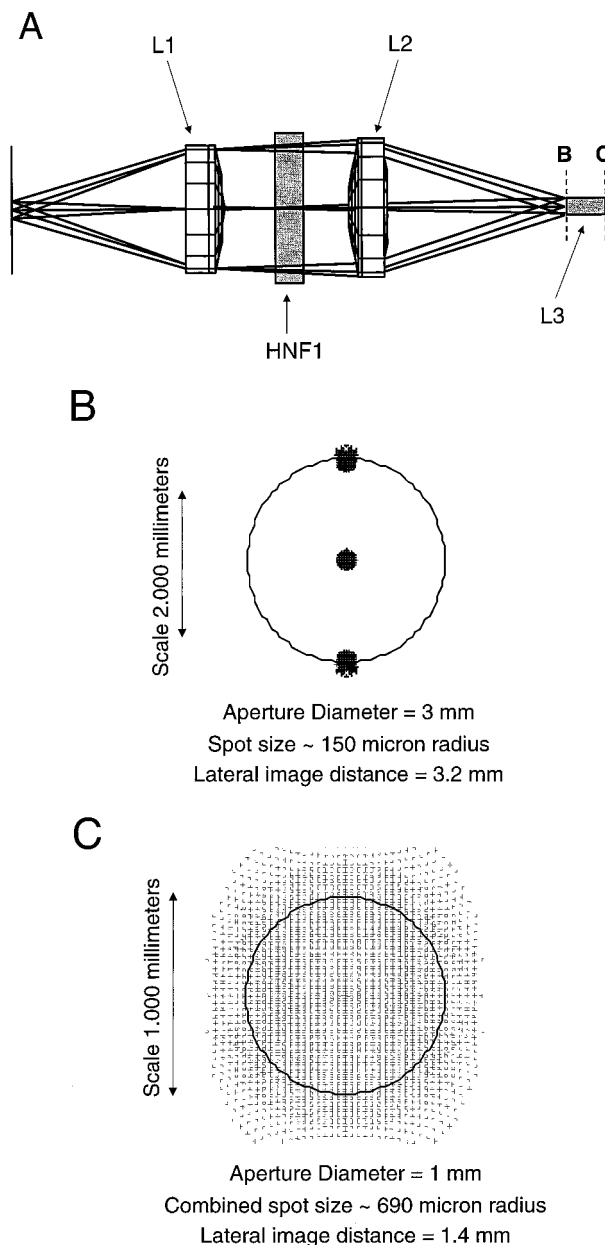 A
L1
L2
B
C
L3
HNF1
B
Scale 2.000 millimeters
Aperture Diameter = 3 mm
Spot size ~ 150 micron radius
Lateral image distance = 3.2 mm
C
Scale 1.000 millimeters
Aperture Diameter = 1 mm
Combined spot size ~ 690 micron radius
Lateral image distance = 1.4 mm